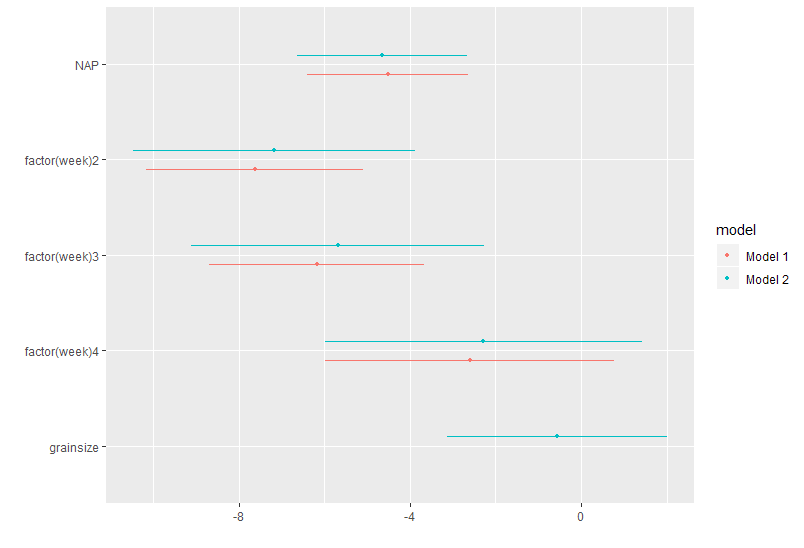 NAP
factor(week)2
factor(week)3
factor(week)4
grainsize
-8
-4
0
model
Model 1
Model 2